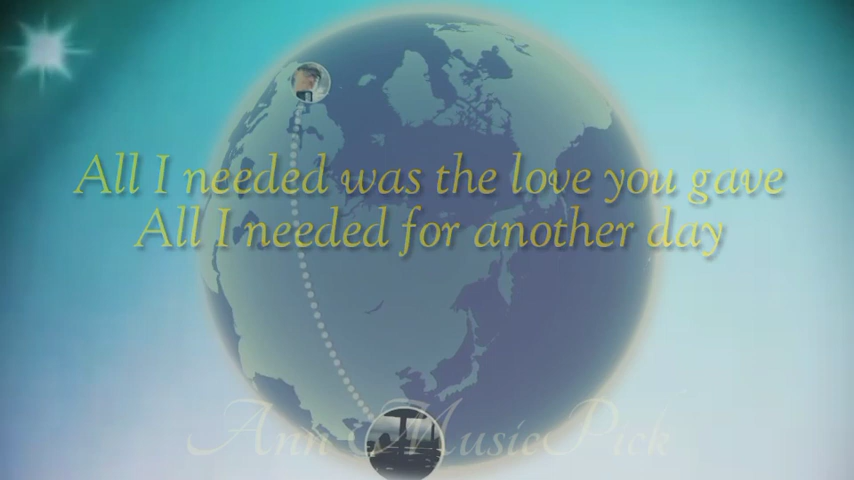 All I needed was the love you gave
All I needed for another day
Ann MusicPick